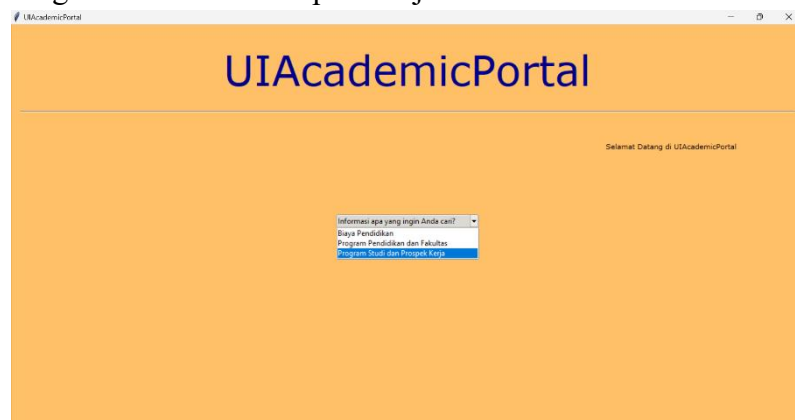 UIAcademicPortal
UIAcademicPortal
Selamat Datang di UIAcademicPortal
Informasi apa yang ingin Anda cari?
Biaya Pendidikan
Program Pendidikan dan Fakultas
Program Studi dan Prospek Kerja